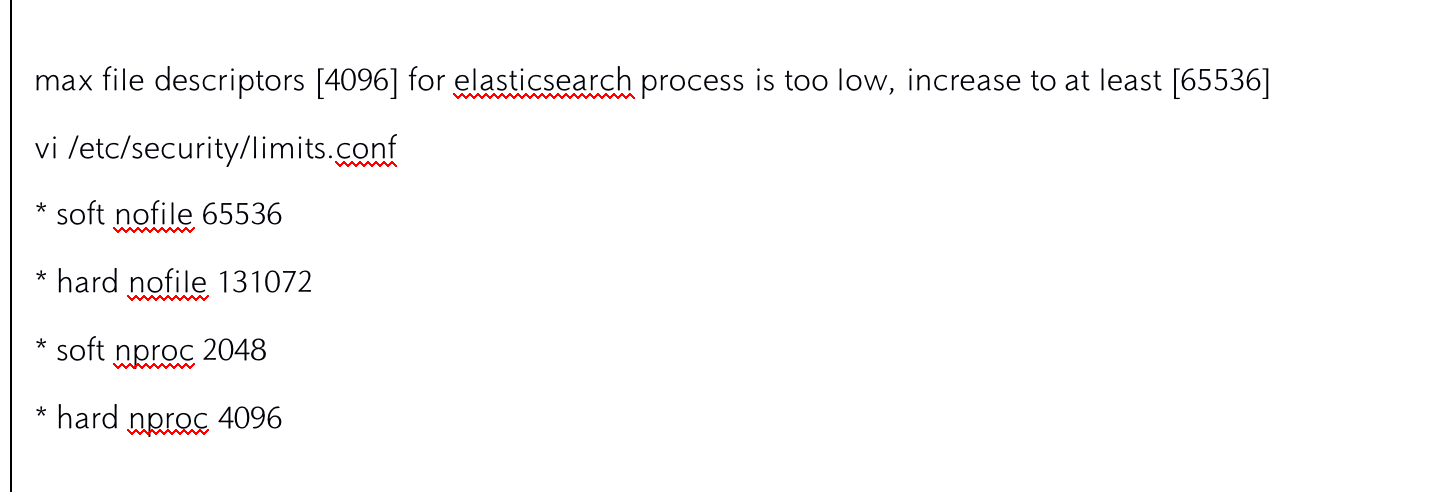 max file descriptors [4096] for elasticsearch process is too low, increase to at least [65536]
vi /etc/security/limits.conf
* soft nofile 65536
* hard nofile 131072
* soft nproc 2048
* hard nproc 4096